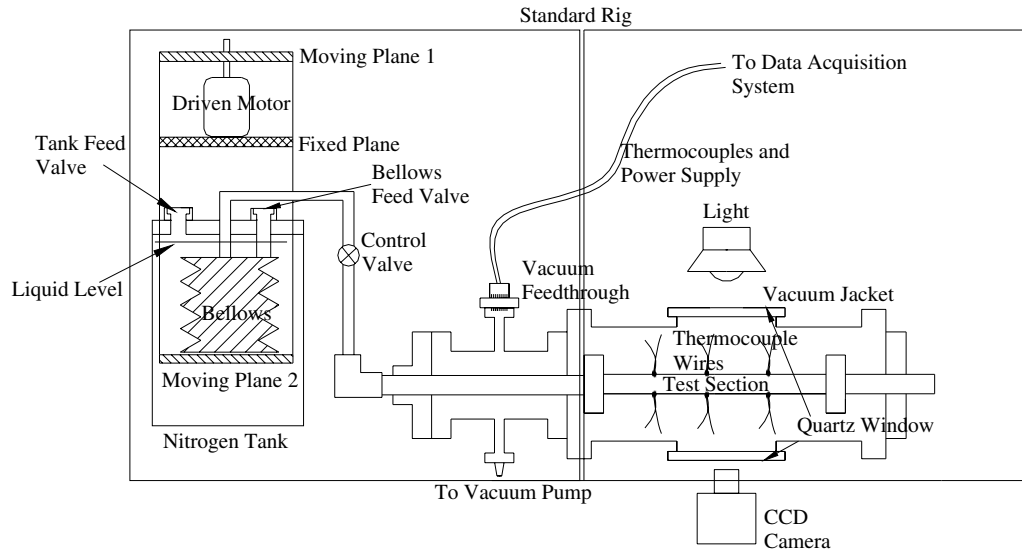 Standard Rig
Moving Plane 1
To Data Acquisition
System
Driven Motor
Tank Feed
Valve
Fixed Plane
Thermocouples and
Power Supply
Bellows
Feed Valve
Light
Control
Valve
Liquid Level
Vacuum
Feedthrough
Vacuum Jacket
Bellows
Thermocouple
Wires
Moving Plane 2
Test Section
Nitrogen Tank
Quartz Window
To Vacuum Pump
CCD
Camera